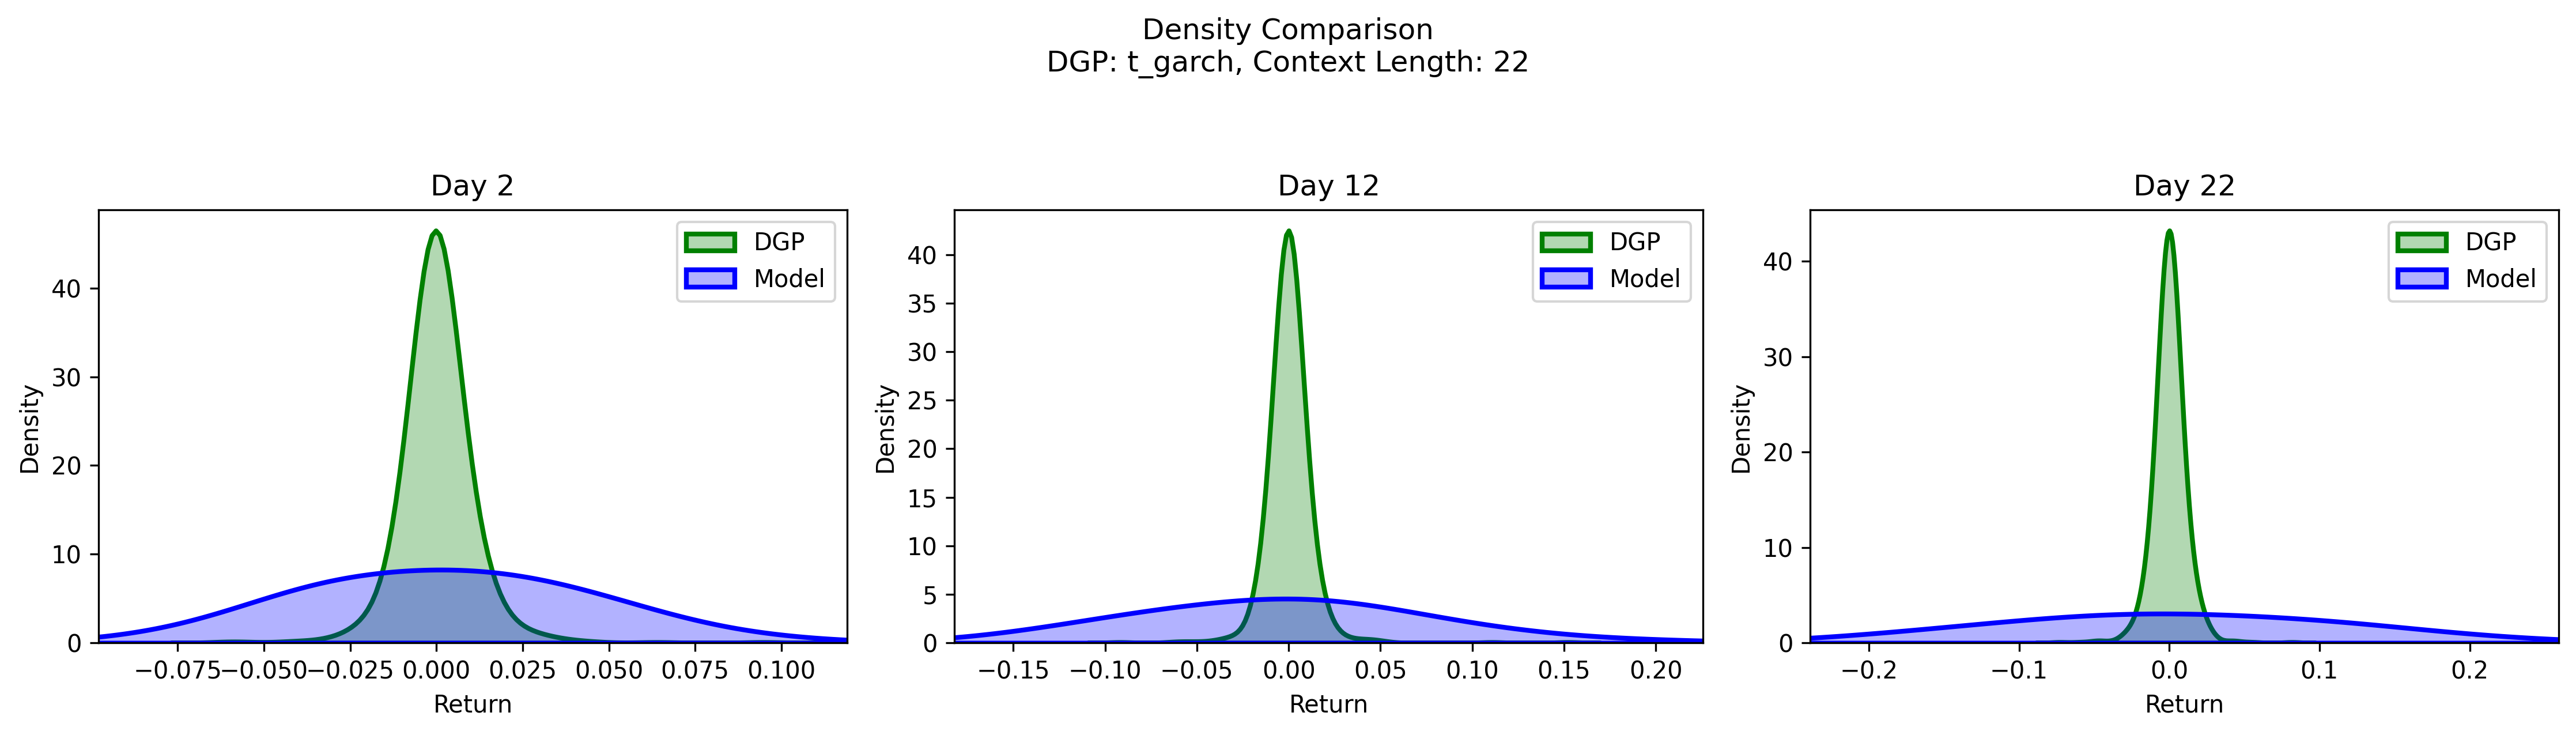 Density Comparison
DGP: t_garch, Context Length: 22
Day 2
Density
40
30
20
10
0
−0.075 −0.050 −0.025 0.000 0.025 0.050 0.075 0.100
Return
DGP
Model
Day 12
Density
40
35
30
25
20
15
10
5
0
−0.15 −0.10 −0.05 0.00 0.05 0.10 0.15 0.20
Return
DGP
Model
Day 22
Density
40
30
20
10
0
−0.2 −0.1 0.0 0.1 0.2
Return
DGP
Model